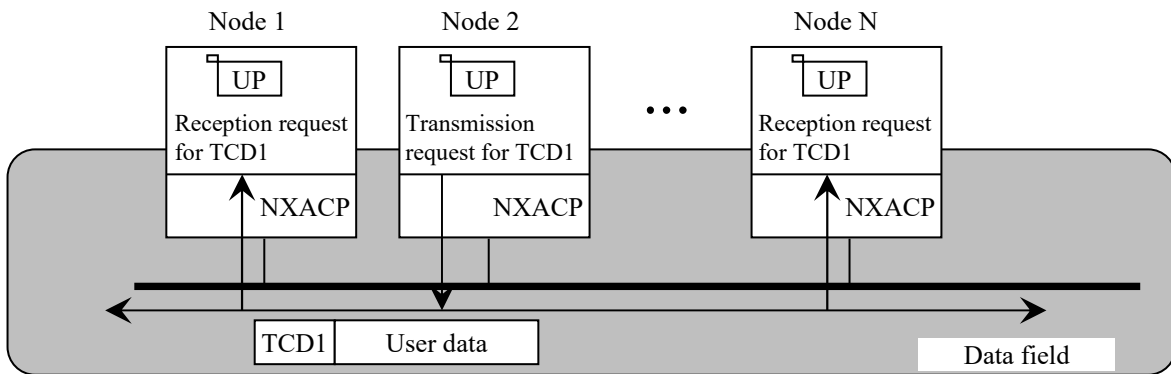 Node 1
Node 2
Node N
UP
UP
UP
...
Reception request
for TCD1
Transmission
request for TCD1
Reception request
for TCD1
NXACP
NXACP
NXACP
TCD1
User data
Data field